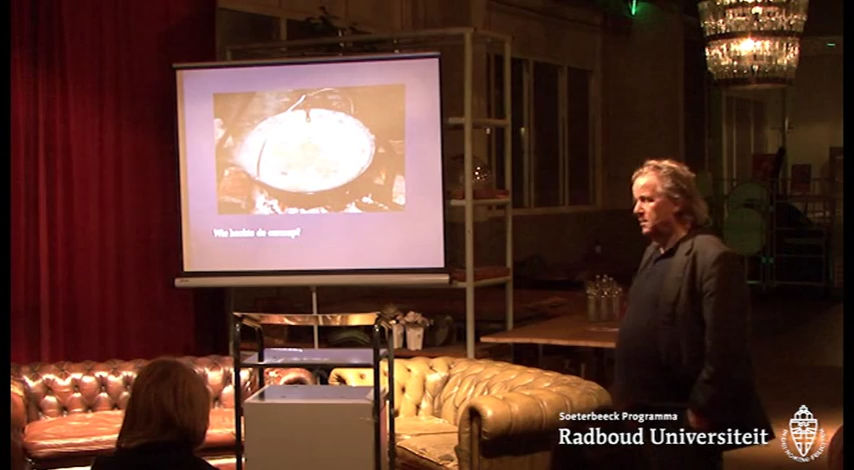 Wie kookte de oersoep?
Soeterbeeck Programma
Radboud Universiteit